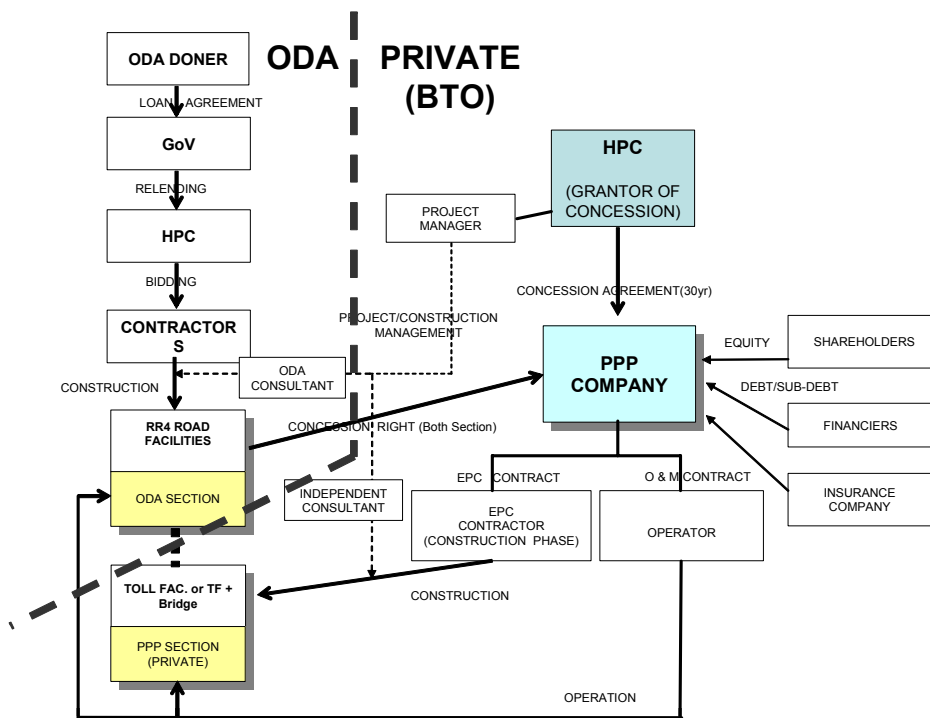 ODA DONER
ODA
PRIVATE
(BTO)
LOAN AGREEMENT
GoV
RELENDING
HPC
BIDDING
CONTRACTOR
S
CONSTRUCTION
RR4 ROAD
FACILITIES
ODA SECTION
TOLL FAC. or TF +
Bridge
PPP SECTION
(PRIVATE)
HPC
(GRANTOR OF
CONCESSION)
PROJECT
MANAGER
PROJECT/CONSTRUCTION
MANAGEMENT
ODA
CONSULTANT
CONCESSION AGREEMENT(30yr)
PPP
COMPANY
EQUITY
SHAREHOLDERS
DEBT/SUB-DEBT
FINANCIERS
INSURANCE
COMPANY
CONCESSION RIGHT (Both Section)
INDEPENDENT
CONSULTANT
EPC CONTRACT
O & M CONTRACT
EPC
CONTRACTOR
(CONSTRUCTION PHASE)
OPERATOR
CONSTRUCTION
OPERATION